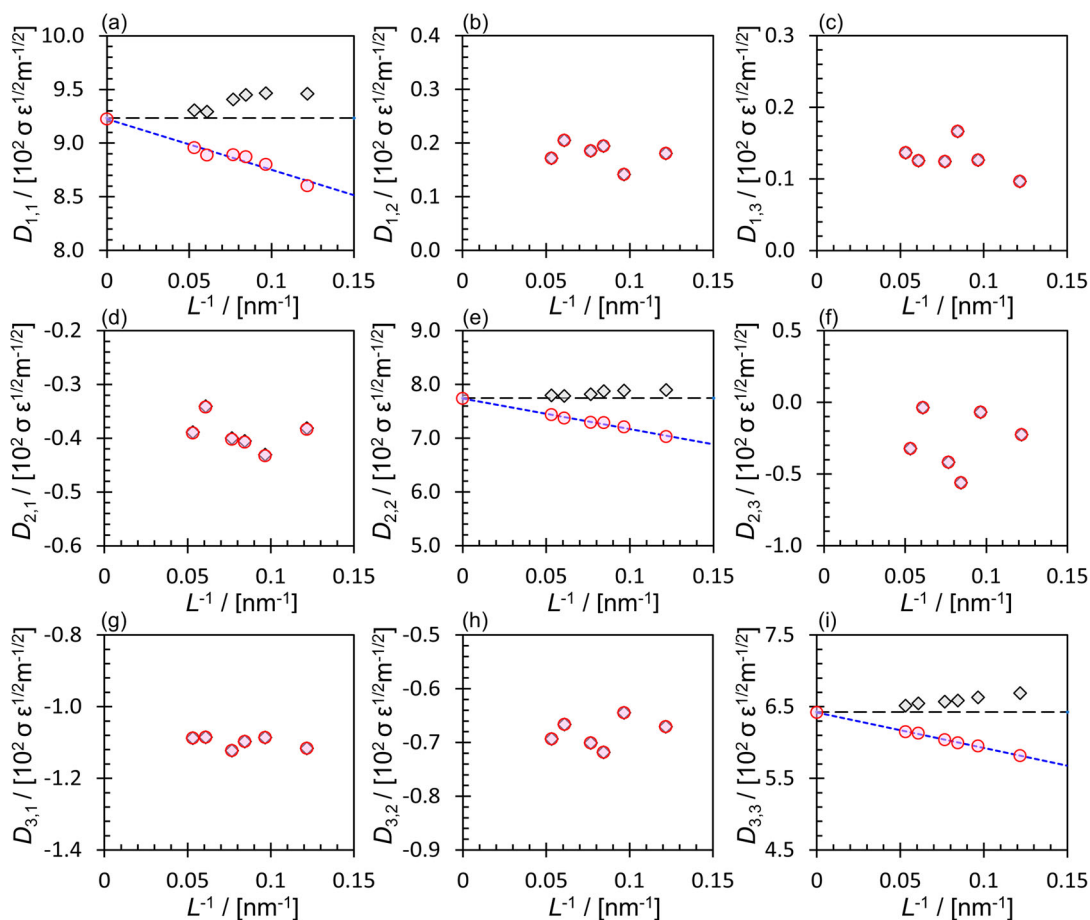 (a)
10.0
9.5
9.0
8.5
8.0
D1,1 / [10² σ ε^1/2m^-1/2]
0 0.05 0.1 0.15
L⁻¹ / [nm⁻¹]
(b)
0.4
0.3
0.2
0.1
0.0
D1,2 / [10² σ ε^1/2m^-1/2]
0 0.05 0.1 0.15
L⁻¹ / [nm⁻¹]
(c)
0.3
0.2
0.1
0.0
D1,3 / [10² σ ε^1/2m^-1/2]
0 0.05 0.1 0.15
L⁻¹ / [nm⁻¹]
(d)
-0.2
-0.3
-0.4
-0.5
-0.6
D2,1 / [10² σ ε^1/2m^-1/2]
0 0.05 0.1 0.15
L⁻¹ / [nm⁻¹]
(e)
9.0
8.0
7.0
6.0
5.0
D2,2 / [10² σ ε^1/2m^-1/2]
0 0.05 0.1 0.15
L⁻¹ / [nm⁻¹]
(f)
0.5
0.0
-0.5
-1.0
D2,3 / [10² σ ε^1/2m^-1/2]
0 0.05 0.1 0.15
L⁻¹ / [nm⁻¹]
(g)
-0.8
-1.0
-1.2
-1.4
D3,1 / [10² σ ε^1/2m^-1/2]
0 0.05 0.1 0.15
L⁻¹ / [nm⁻¹]
(h)
-0.5
-0.6
-0.7
-0.8
-0.9
D3,2 / [10² σ ε^1/2m^-1/2]
0 0.05 0.1 0.15
L⁻¹ / [nm⁻¹]
(i)
7.5
6.5
5.5
4.5
D3,3 / [10² σ ε^1/2m^-1/2]
0 0.05 0.1 0.15
L⁻¹ / [nm⁻¹]